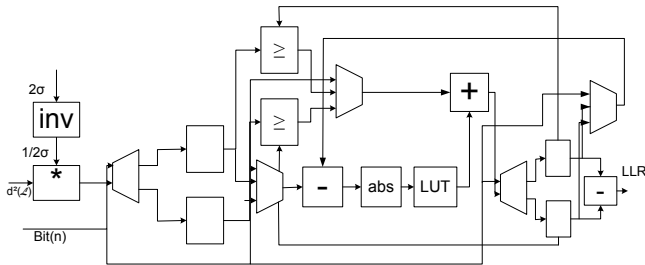 ≥
2σ
≥
+
inv
1/2σ
*
-
abs
LUT
-
LLR
d²(𝓛)
Bit(n)